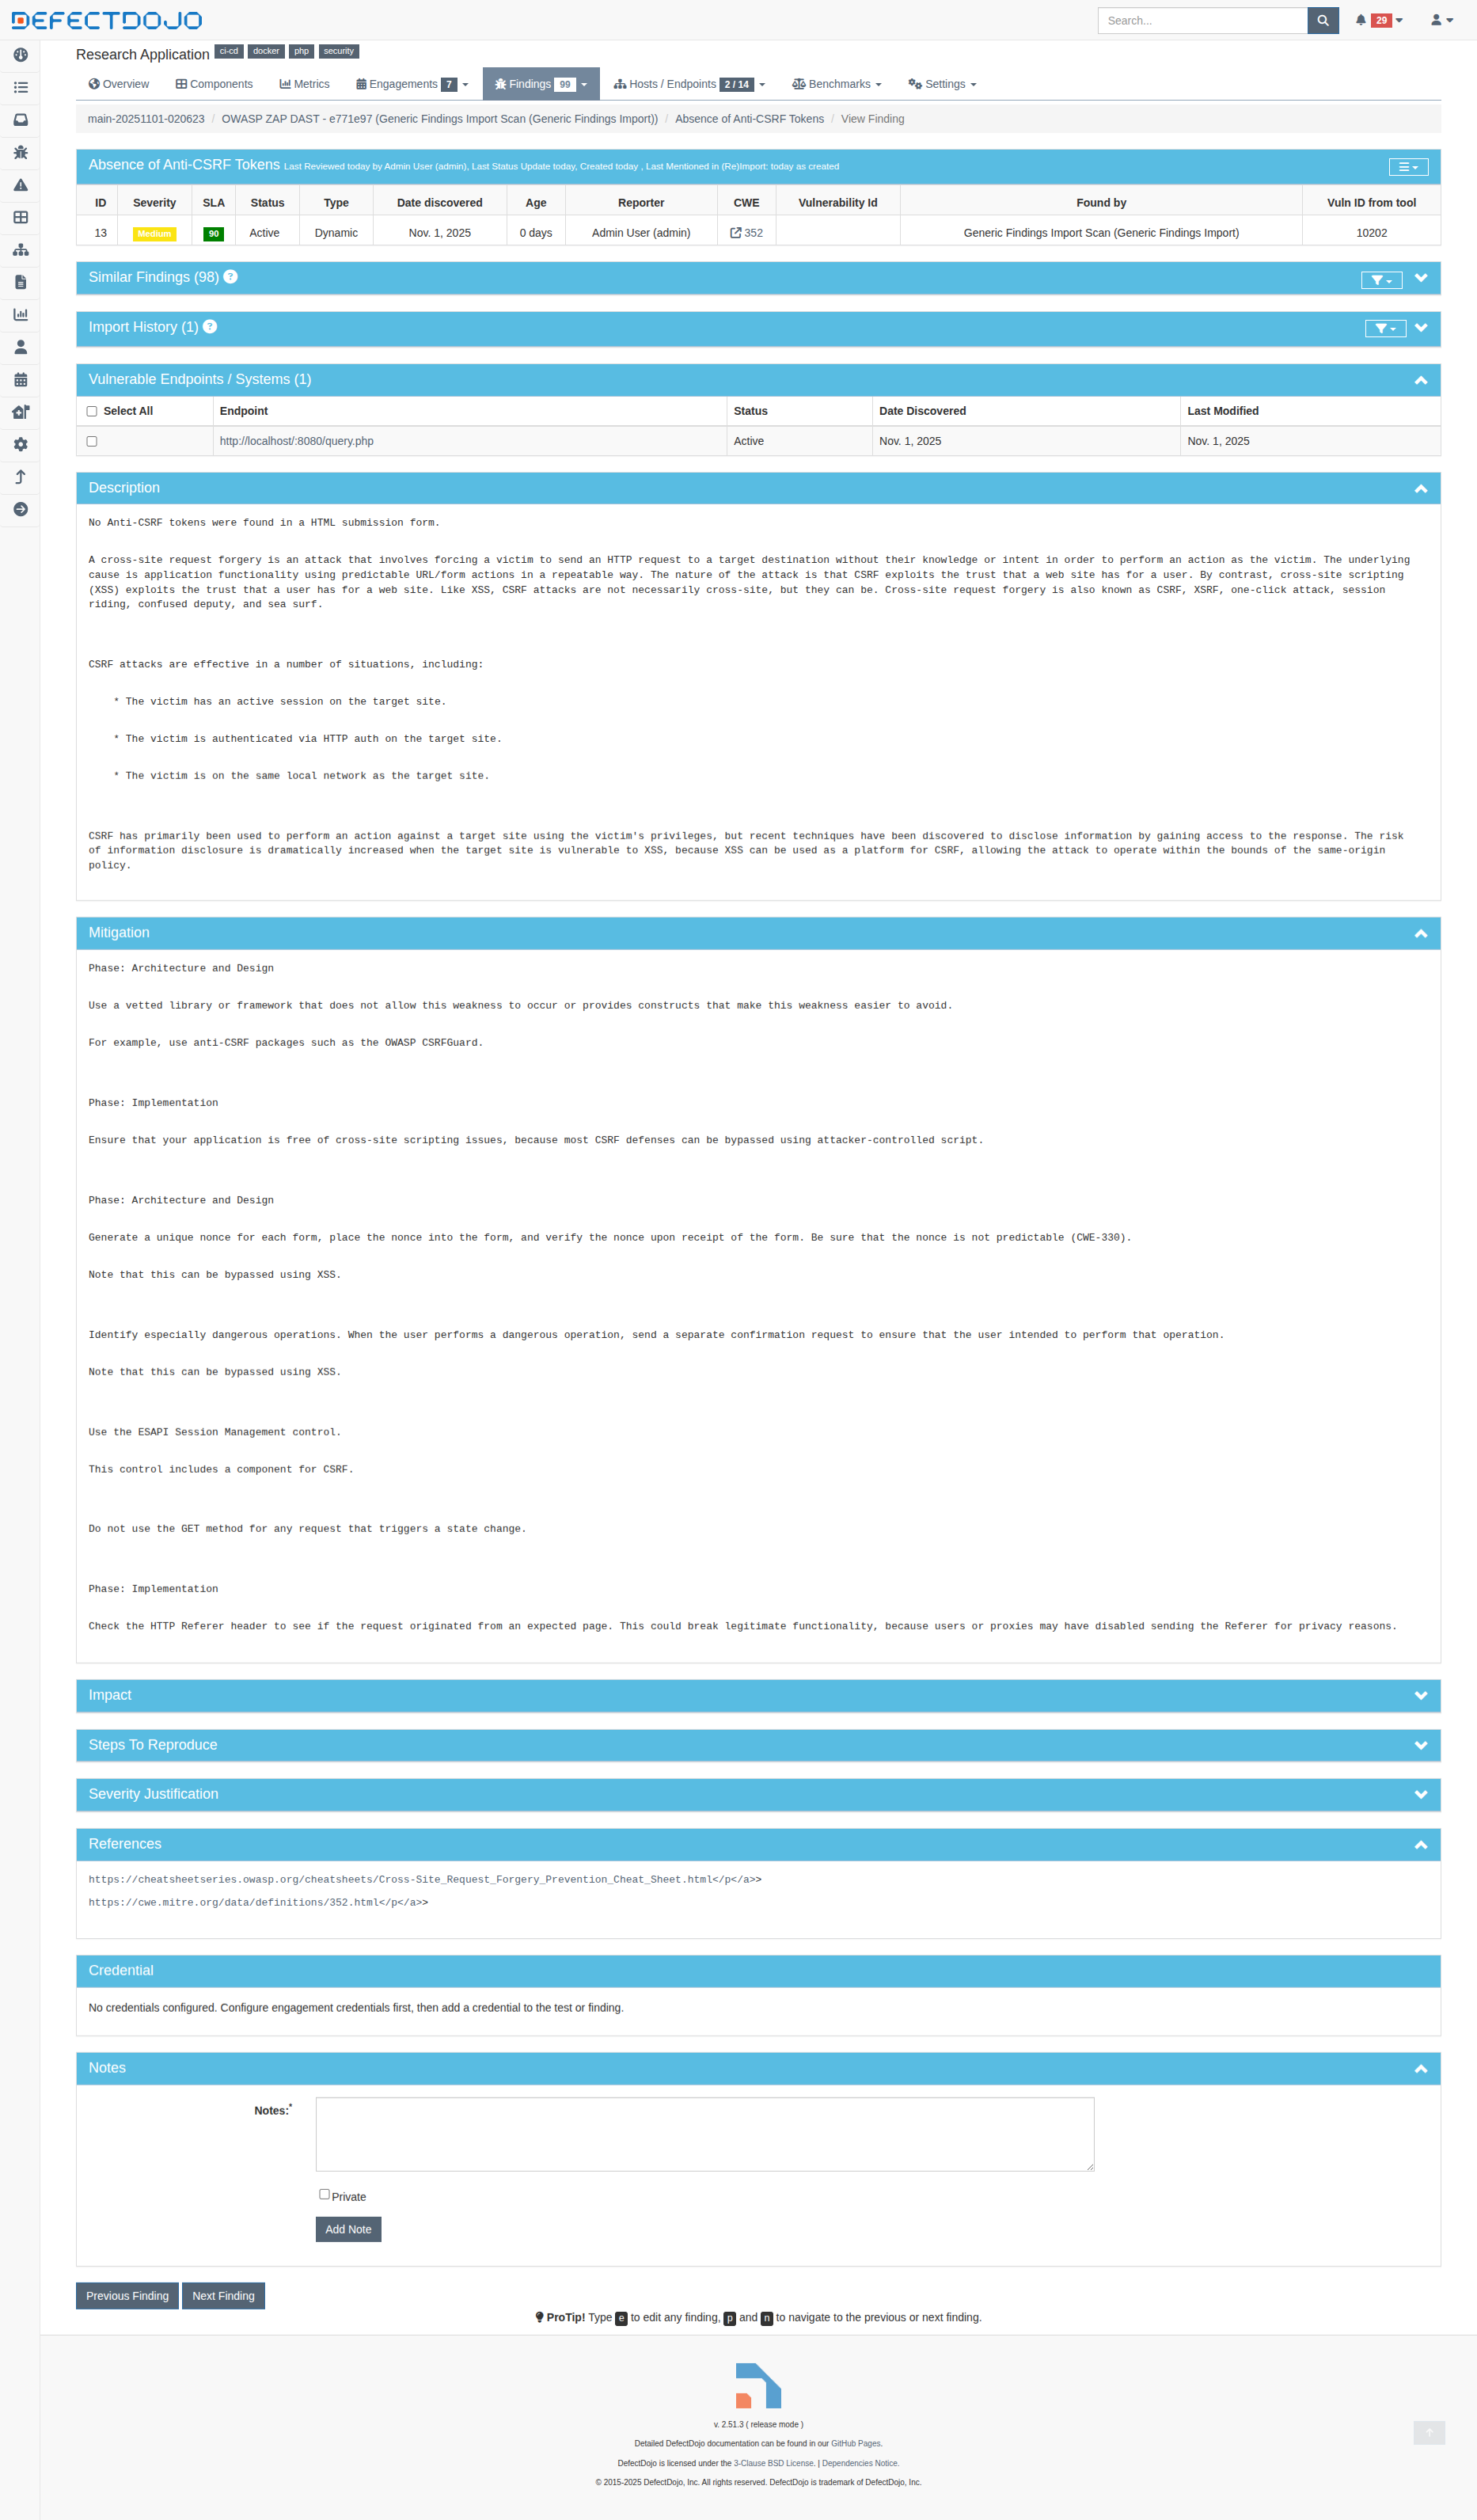 DEFECTDOJO
Search...
29
Research Application ci-cd docker php security
Overview Components Metrics Engagements 7 Findings 99 Hosts / Endpoints 2 / 14 Benchmarks Settings
main-20251101-020623 / OWASP ZAP DAST - e771e97 (Generic Findings Import Scan (Generic Findings Import)) / Absence of Anti-CSRF Tokens / View Finding
Absence of Anti-CSRF Tokens Last Reviewed today by Admin User (admin), Last Status Update today, Created today , Last Mentioned in (Re)Import: today as created
ID Severity SLA Status Type Date discovered Age Reporter CWE Vulnerability Id Found by Vuln ID from tool
13 Medium 90 Active Dynamic Nov. 1, 2025 0 days Admin User (admin) 352 Generic Findings Import Scan (Generic Findings Import) 10202
Similar Findings (98) ?
Import History (1) ?
Vulnerable Endpoints / Systems (1)
Select All Endpoint Status Date Discovered Last Modified
http://localhost/:8080/query.php Active Nov. 1, 2025 Nov. 1, 2025
Description
No Anti-CSRF tokens were found in a HTML submission form.
A cross-site request forgery is an attack that involves forcing a victim to send an HTTP request to a target destination without their knowledge or intent in order to perform an action as the victim. The underlying
cause is application functionality using predictable URL/form actions in a repeatable way. The nature of the attack is that CSRF exploits the trust that a web site has for a user. By contrast, cross-site scripting
(XSS) exploits the trust that a user has for a web site. Like XSS, CSRF attacks are not necessarily cross-site, but they can be. Cross-site request forgery is also known as CSRF, XSRF, one-click attack, session
riding, confused deputy, and sea surf.
CSRF attacks are effective in a number of situations, including:
* The victim has an active session on the target site.
* The victim is authenticated via HTTP auth on the target site.
* The victim is on the same local network as the target site.
CSRF has primarily been used to perform an action against a target site using the victim's privileges, but recent techniques have been discovered to disclose information by gaining access to the response. The risk
of information disclosure is dramatically increased when the target site is vulnerable to XSS, because XSS can be used as a platform for CSRF, allowing the attack to operate within the bounds of the same-origin
policy.
Mitigation
Phase: Architecture and Design
Use a vetted library or framework that does not allow this weakness to occur or provides constructs that make this weakness easier to avoid.
For example, use anti-CSRF packages such as the OWASP CSRFGuard.
Phase: Implementation
Ensure that your application is free of cross-site scripting issues, because most CSRF defenses can be bypassed using attacker-controlled script.
Phase: Architecture and Design
Generate a unique nonce for each form, place the nonce into the form, and verify the nonce upon receipt of the form. Be sure that the nonce is not predictable (CWE-330).
Note that this can be bypassed using XSS.
Identify especially dangerous operations. When the user performs a dangerous operation, send a separate confirmation request to ensure that the user intended to perform that operation.
Note that this can be bypassed using XSS.
Use the ESAPI Session Management control.
This control includes a component for CSRF.
Do not use the GET method for any request that triggers a state change.
Phase: Implementation
Check the HTTP Referer header to see if the request originated from an expected page. This could break legitimate functionality, because users or proxies may have disabled sending the Referer for privacy reasons.
Impact
Steps To Reproduce
Severity Justification
References
https://cheatsheetseries.owasp.org/cheatsheets/Cross-Site_Request_Forgery_Prevention_Cheat_Sheet.html</p</a>>
https://cwe.mitre.org/data/definitions/352.html</p</a>>
Credential
No credentials configured. Configure engagement credentials first, then add a credential to the test or finding.
Notes
Notes:*
Private
Add Note
Previous Finding Next Finding
ProTip! Type e to edit any finding, p and n to navigate to the previous or next finding.
v. 2.51.3 ( release mode )
Detailed DefectDojo documentation can be found in our GitHub Pages.
DefectDojo is licensed under the 3-Clause BSD License. | Dependencies Notice.
© 2015-2025 DefectDojo, Inc. All rights reserved. DefectDojo is trademark of DefectDojo, Inc.